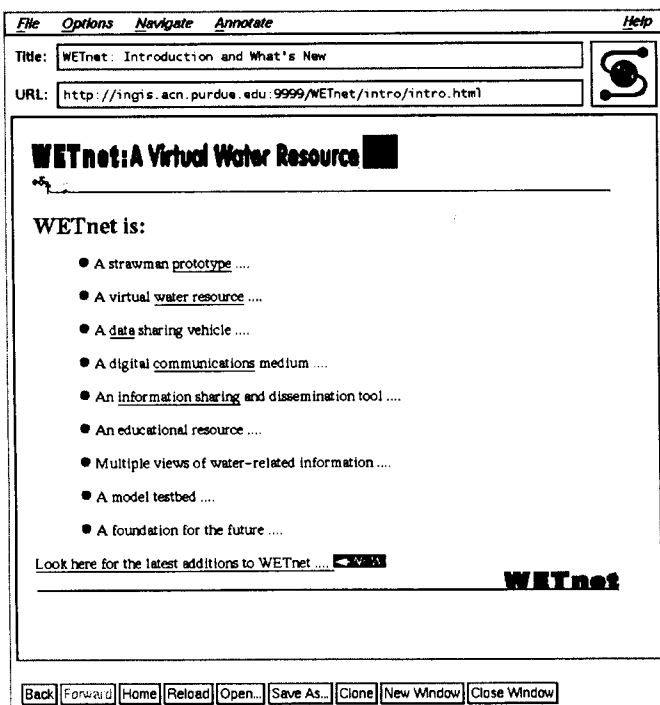 File Options Navigate Annotate Help
Title: WETnet: Introduction and What's New
URL: http://ingis.acn.purdue.edu:9999/WETnet/intro/intro.html
WETnet: A Virtual Water Resource
WETnet is:
● A strawman prototype ....
● A virtual water resource ....
● A data sharing vehicle ....
● A digital communications medium ....
● An information sharing and dissemination tool ....
● An educational resource ....
● Multiple views of water-related information ....
● A model testbed ....
● A foundation for the future ....
Look here for the latest additions to WETnet ....
WETnet
Back Forward Home Reload Open... Save As... Clone New Window Close Window